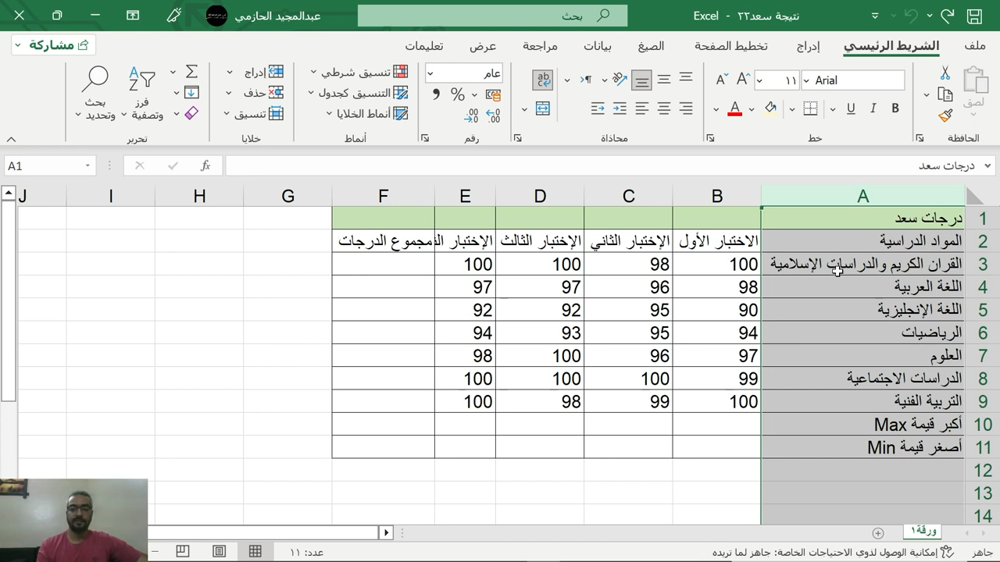 نتيجة سعد٢٢ - Excel
بحث
عبدالمجيد الحازمي
ملف الشريط الرئيسي إدراج تخطيط الصفحة الصيغ بيانات مراجعة عرض تعليمات
مشاركة
لصق
Arial ١١
B I U
عام
% ,
تنسيق شرطي
التنسيق كجدول
أنماط الخلايا
إدراج
حذف
تنسيق
فرز وتصفية
بحث وتحديد
الحافظة خط محاذاة رقم أنماط خلايا تحرير
A1 fx درجات سعد
A B C D E F G H I J
1 درجات سعد
2 المواد الدراسية الاختبار الأول الإختبار الثاني الإختبار الثالث الإختبار مجموع الدرجات
3 القران الكريم والدراسات الإسلامية 100 98 100 100
4 اللغة العربية 98 96 97 97
5 اللغة الإنجليزية 90 95 92 92
6 الرياضيات 94 95 93 94
7 العلوم 97 96 100 98
8 الدراسات الاجتماعية 99 100 100 100
9 التربية الفنية 100 99 98 100
10 أكبر قيمة Max
11 أصغر قيمة Min
12
13
14
ورقة١
جاهز إمكانية الوصول لذوي الاحتياجات الخاصة: جاهز لما تريده عدد: ١١